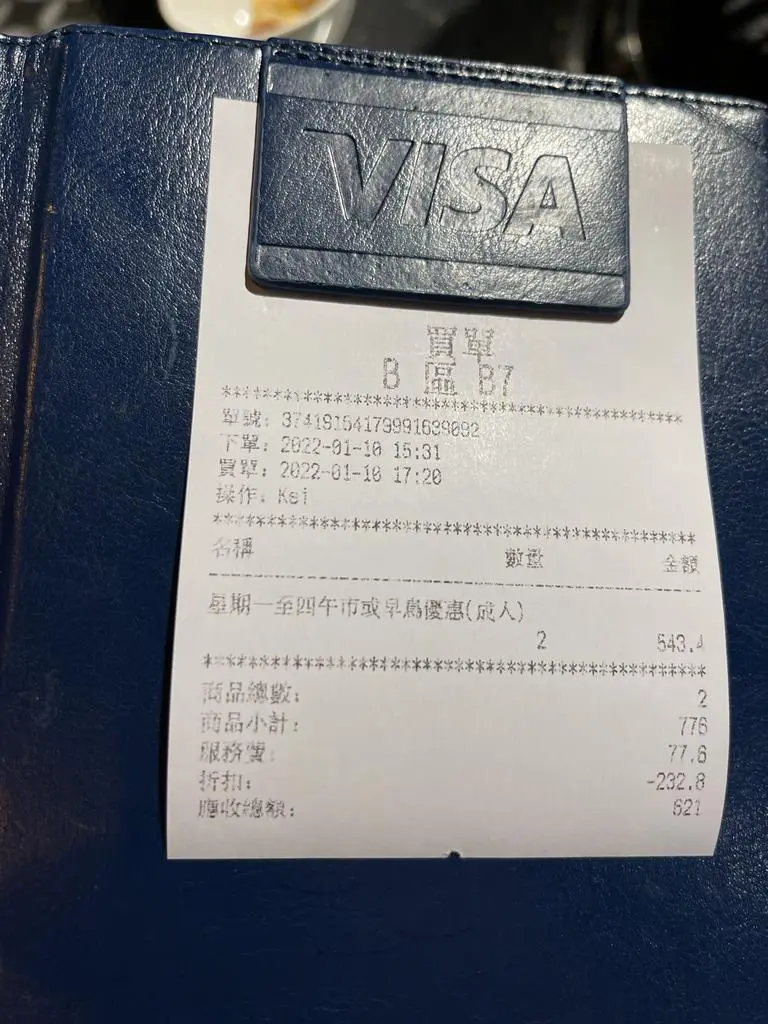 VISA
買單
B 區 B7
****************************************
單號: 37419154179991639092
下單: 2022-01-10 15:31
買單: 2022-01-10 17:20
操作: Kei
****************************************
名稱 數量 金額
----------------------------------------
星期一至四午市或早鳥優惠(成人)
2 543.4
****************************************
商品總數: 2
商品小計: 776
服務費: 77.6
折扣: -232.8
應收總額: 621